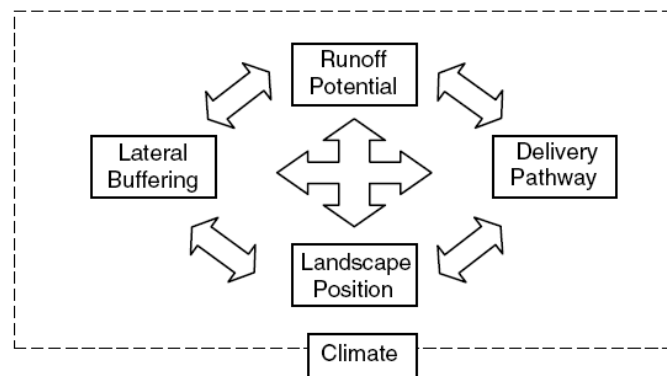 Runoff
Potential
Lateral
Buffering
Delivery
Pathway
Landscape
Position
Climate